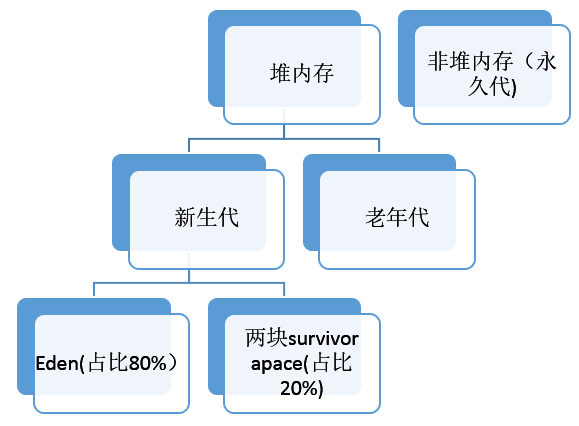 堆内存
非堆内存（永
久代)
新生代
老年代
Eden(占比80%）
两块survivor
apace(占比
20%)